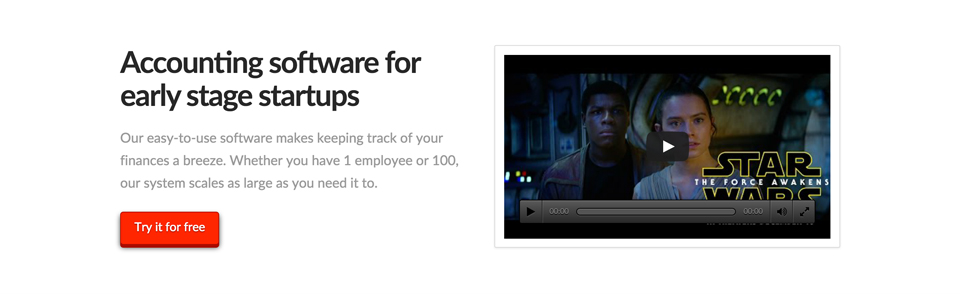 Accounting software for
early stage startups
Our easy-to-use software makes keeping track of your
finances a breeze. Whether you have 1 employee or 100,
our system scales as large as you need it to.
Try it for free
STAR
THE FORCE AWAKENS
WARS
00:00
00:00